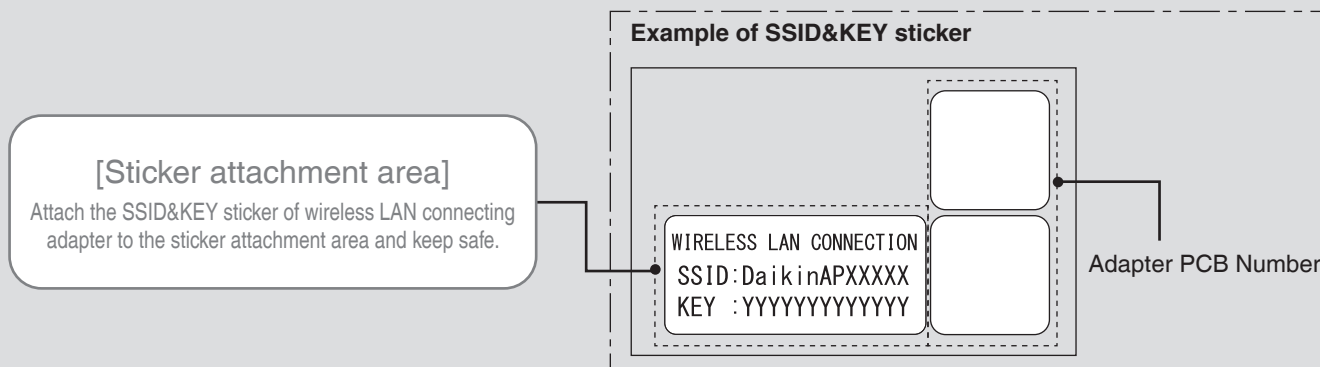 Example of SSID&KEY sticker
[Sticker attachment area]
Attach the SSID&KEY sticker of wireless LAN connecting
adapter to the sticker attachment area and keep safe.
WIRELESS LAN CONNECTION
SSID:DaikinAPXXXXX
KEY :YYYYYYYYYYYYY
Adapter PCB Number